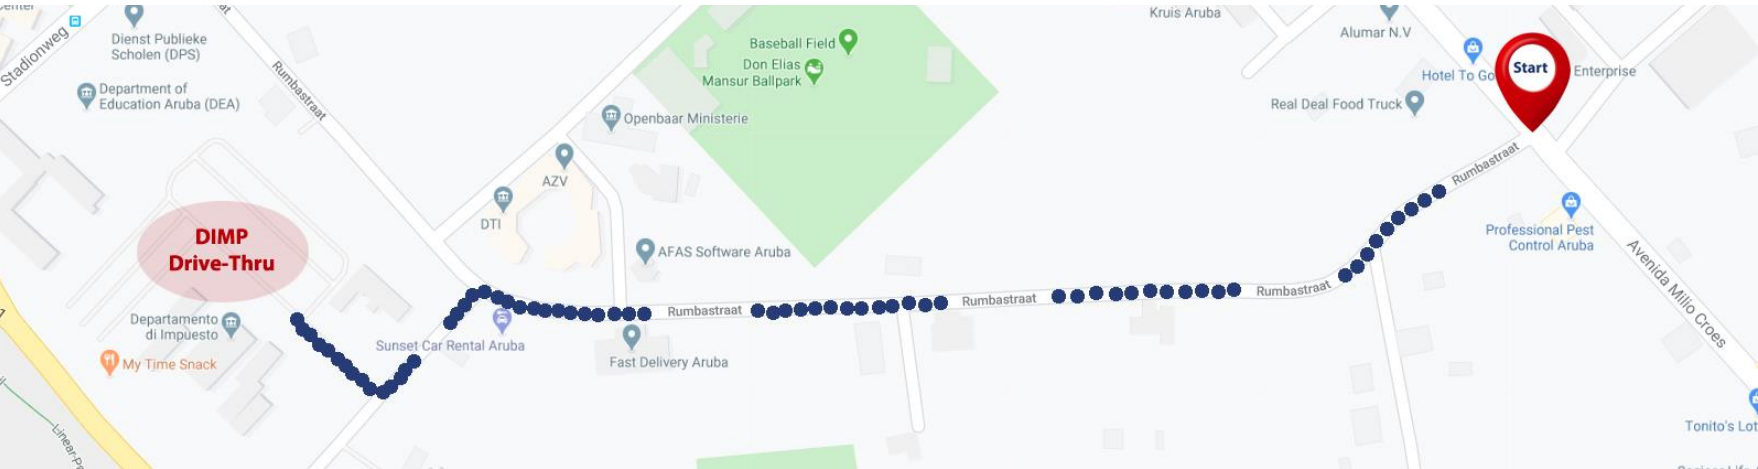 Stadionweg
Dienst Publieke
Scholen (DPS)
Department of
Education Aruba (DEA)
Rumbastraat
Baseball Field
Don Elias
Mansur Ballpark
Openbaar Ministerie
AZV
DTI
AFAS Software Aruba
Kruis Aruba
Alumar N.V
Hotel To Go
Start
Enterprise
Real Deal Food Truck
Rumbastraat
Professional Pest
Control Aruba
Avenida Milio Croes
DIMP
Drive-Thru
Departamento
di Impuesto
My Time Snack
Sunset Car Rental Aruba
Rumbastraat
Rumbastraat
Rumbastraat
Fast Delivery Aruba
Linear-Pa
Tonito's Lot